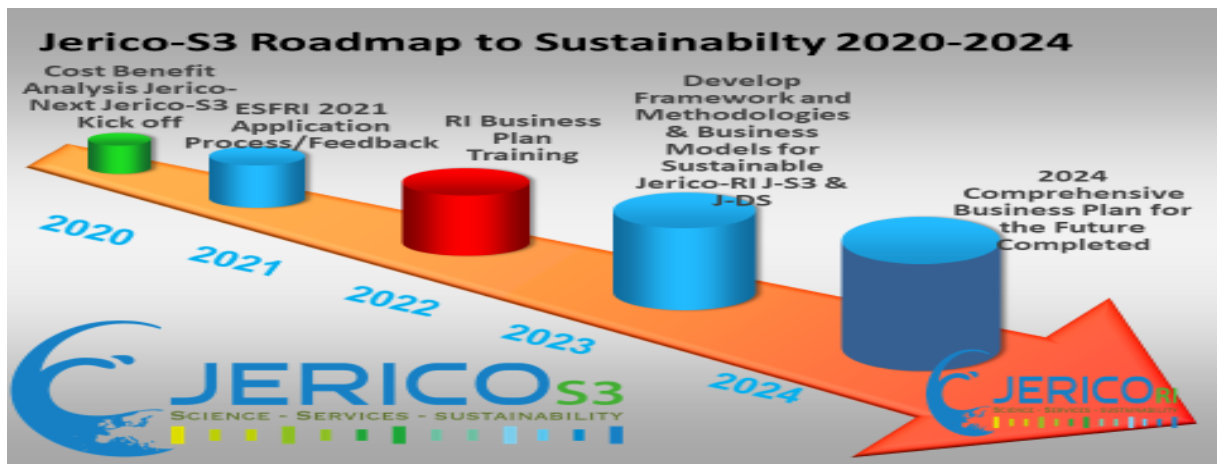 Jerico-S3 Roadmap to Sustainabilty 2020-2024
Cost Benefit
Analysis Jerico-
Next Jerico-S3
Kick off
ESFRI 2021
Application
Process/Feedback
RI Business
Plan
Training
Develop
Framework and
Methodologies
& Business
Models for
Sustainable
Jerico-RI J-S3 &
J-DS
2024
Comprehensive
Business Plan for
the Future
Completed
2020
2021
2022
2023
2024
JERICO S3
SCIENCE - SERVICES - SUSTAINABILITY
JERICO RI
SCIENCE - SERVICES - SUSTAINABILITY